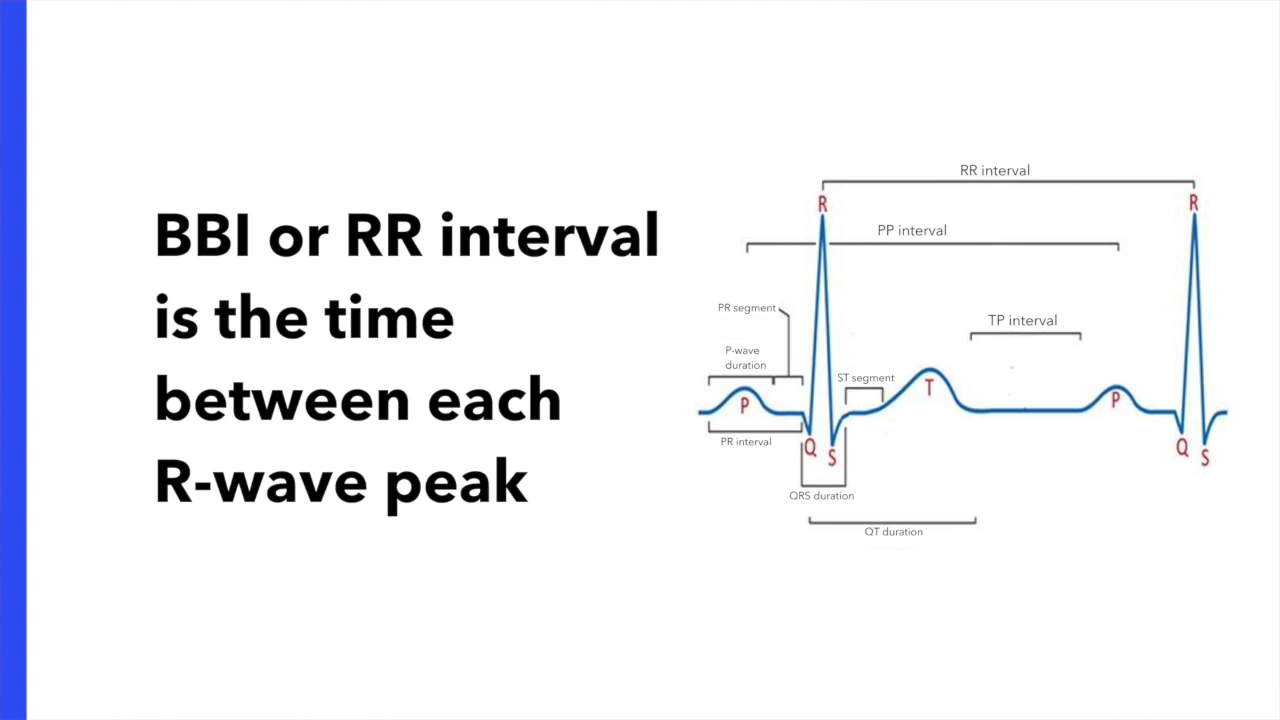 BBI or RR interval
is the time
between each
R-wave peak
RR interval
R
R
PP interval
PR segment
TP interval
P-wave
duration
ST segment
T
P
P
PR interval
Q
S
Q
S
QRS duration
QT duration